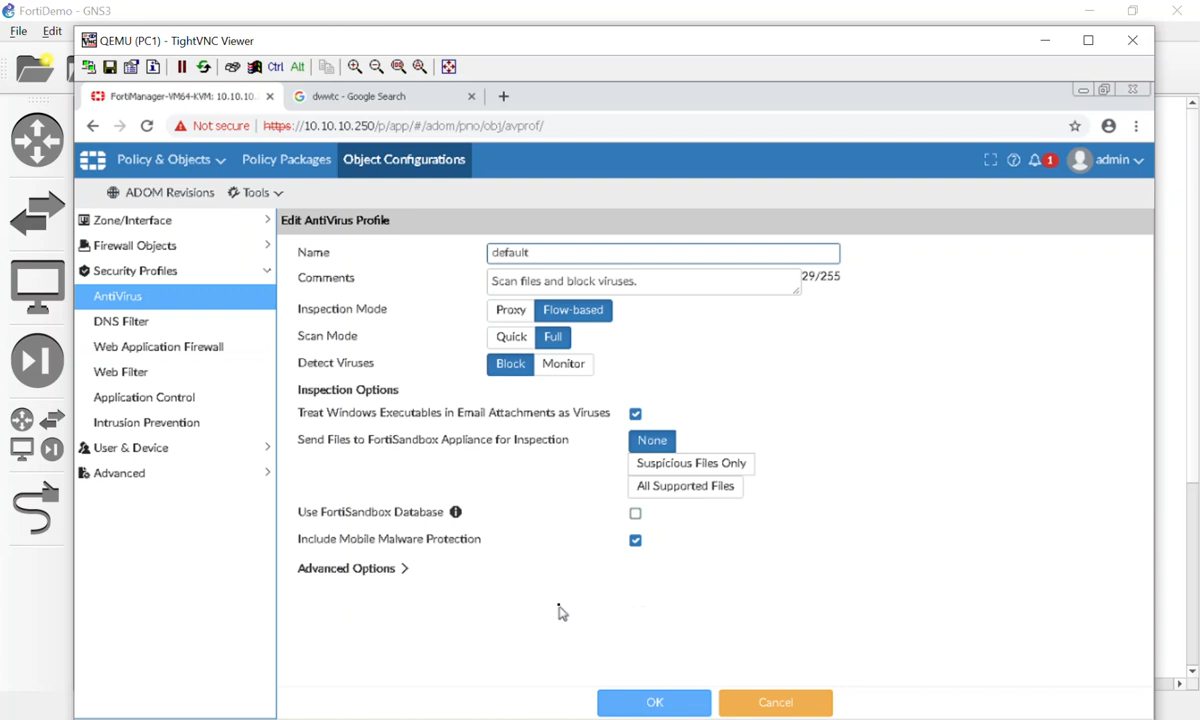 FortiDemo - GNS3
File Edit
QEMU (PC1) - TightVNC Viewer
Ctrl Alt
FortiManager-VM64-KVM: 10.10.10.
dwwtc - Google Search
Not secure https://10.10.10.250/p/app/#/adom/pno/obj/avprof/
Policy & Objects Policy Packages Object Configurations 1 admin
ADOM Revisions Tools
Zone/Interface
Firewall Objects
Security Profiles
AntiVirus
DNS Filter
Web Application Firewall
Web Filter
Application Control
Intrusion Prevention
User & Device
Advanced
Edit AntiVirus Profile
Name default
Comments Scan files and block viruses. 29/255
Inspection Mode Proxy Flow-based
Scan Mode Quick Full
Detect Viruses Block Monitor
Inspection Options
Treat Windows Executables in Email Attachments as Viruses
Send Files to FortiSandbox Appliance for Inspection None
Suspicious Files Only
All Supported Files
Use FortiSandbox Database
Include Mobile Malware Protection
Advanced Options >
OK Cancel